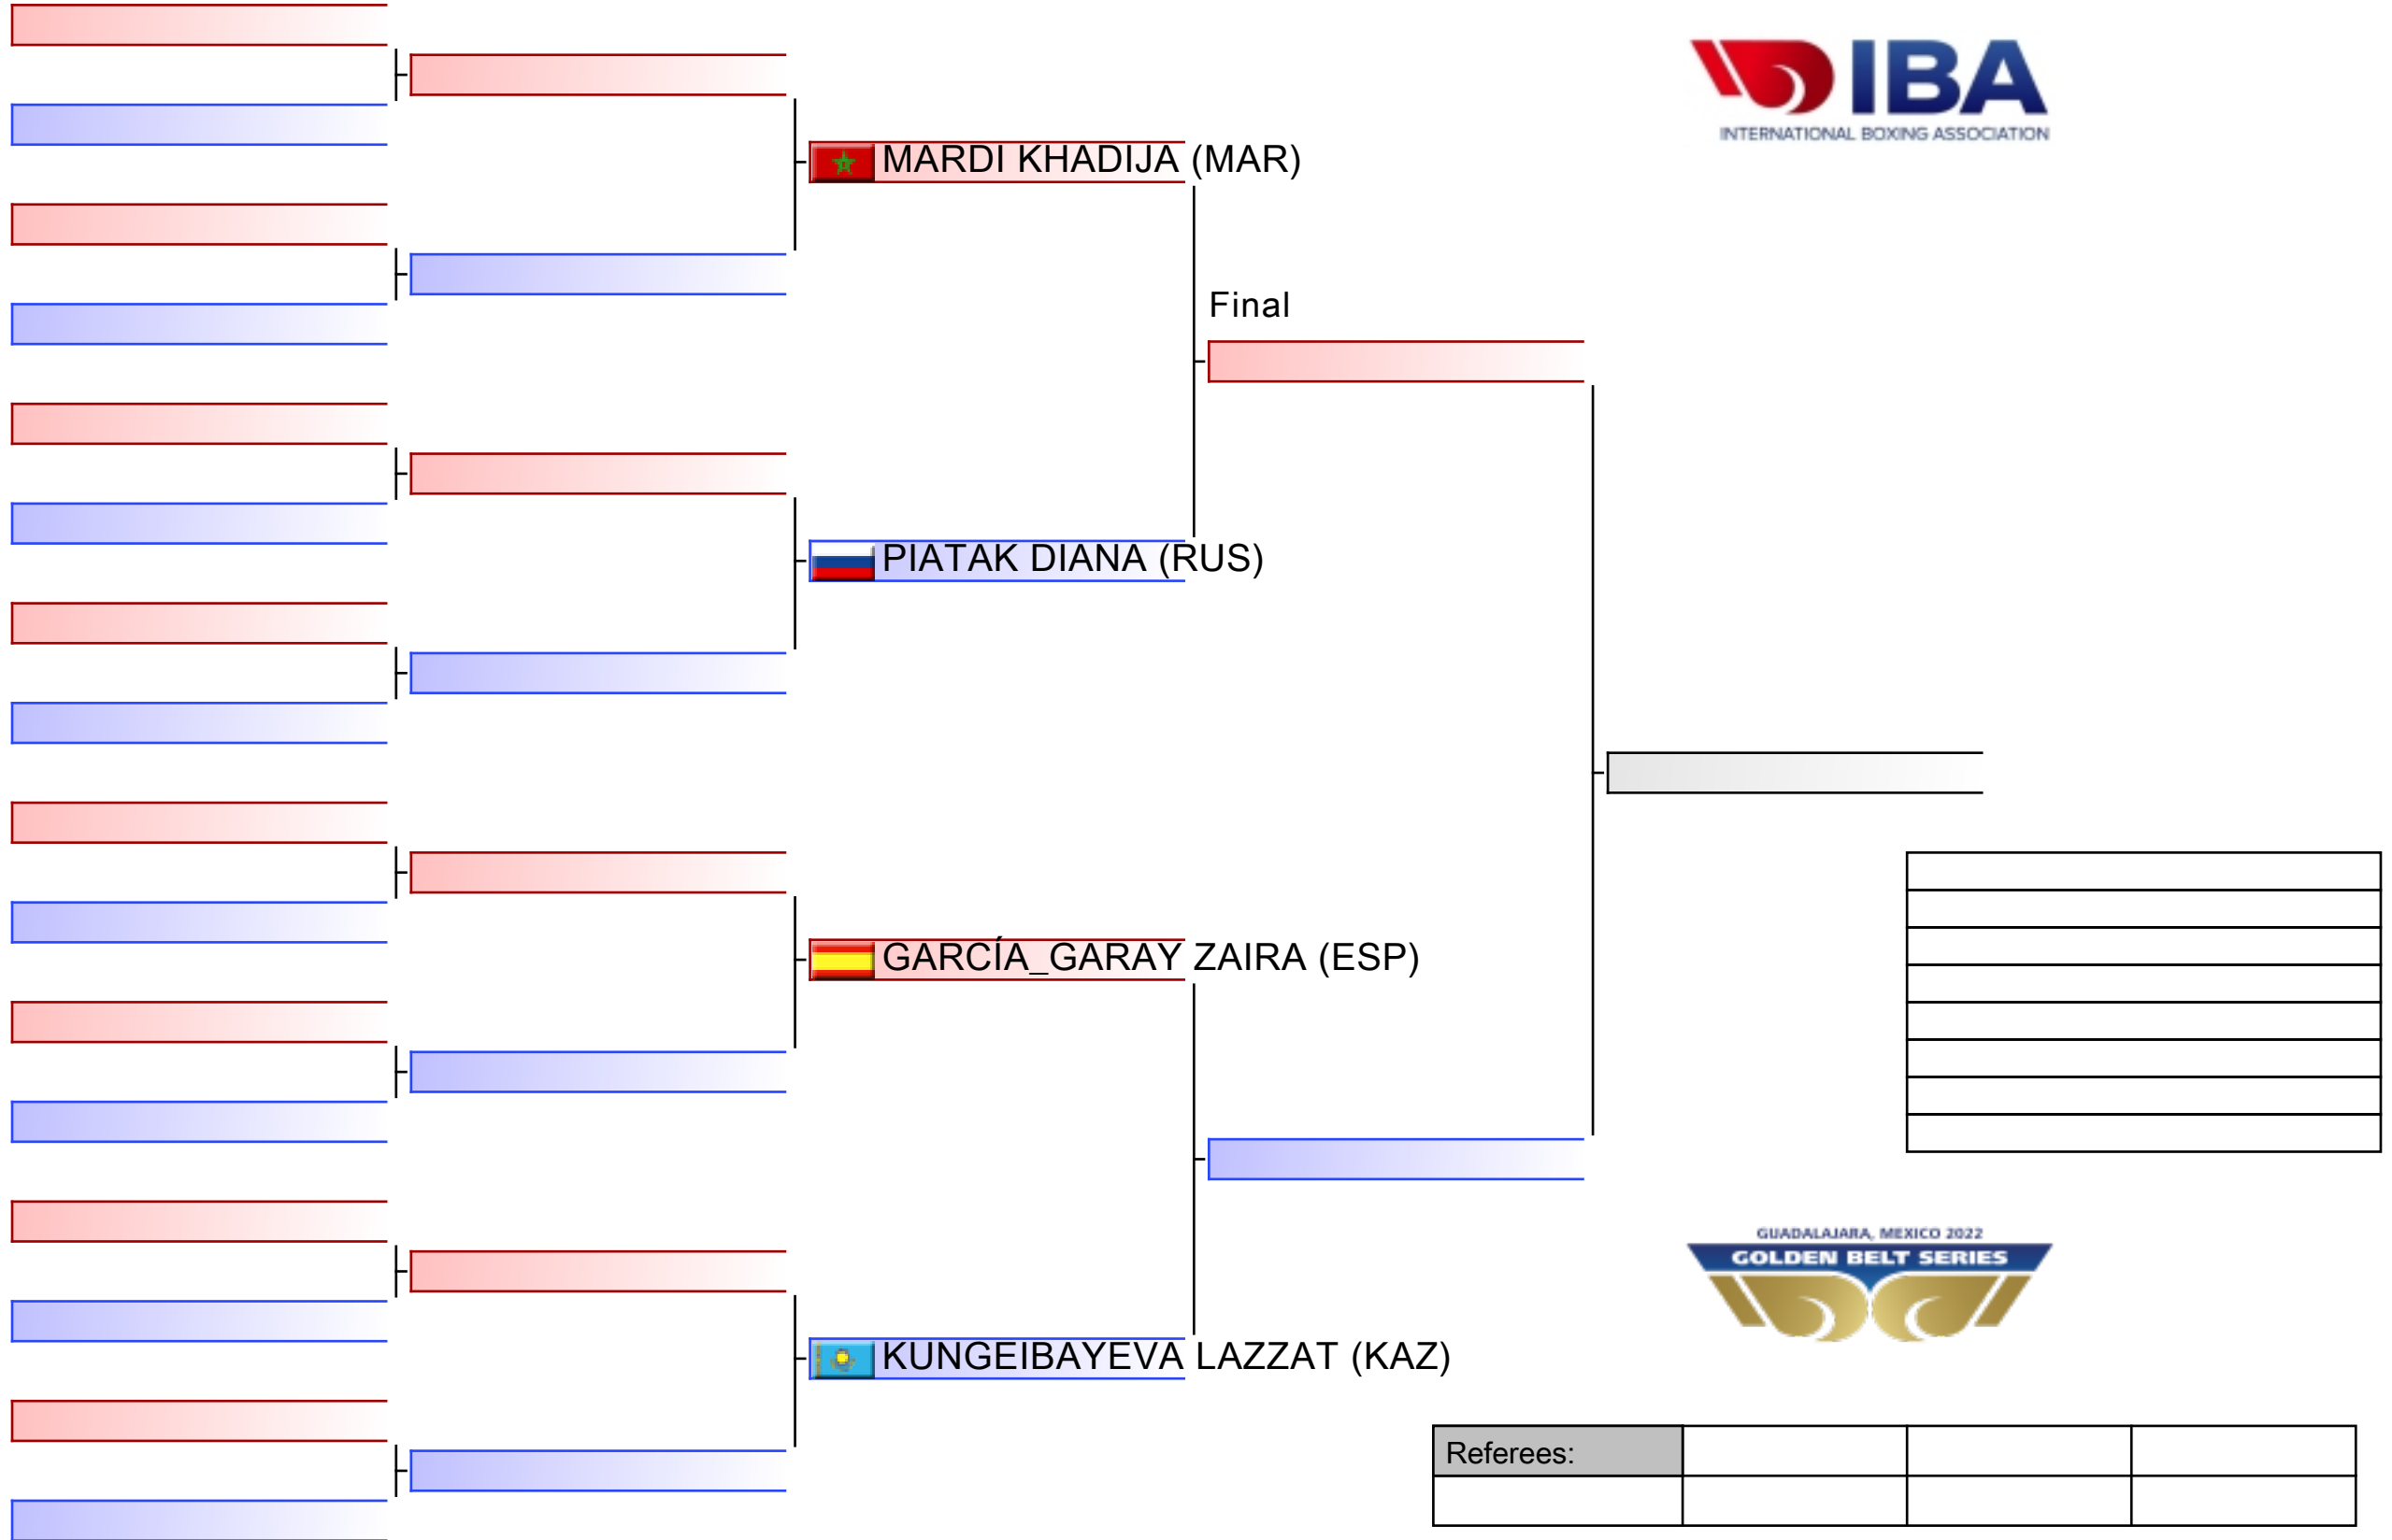 IBA
INTERNATIONAL BOXING ASSOCIATION
MARDI KHADIJA (MAR)
Final
PIATAK DIANA (RUS)
GARCÍA_GARAY ZAIRA (ESP)
GUADALAJARA, MEXICO 2022
GOLDEN BELT SERIES
KUNGEIBAYEVA LAZZAT (KAZ)
Referees: